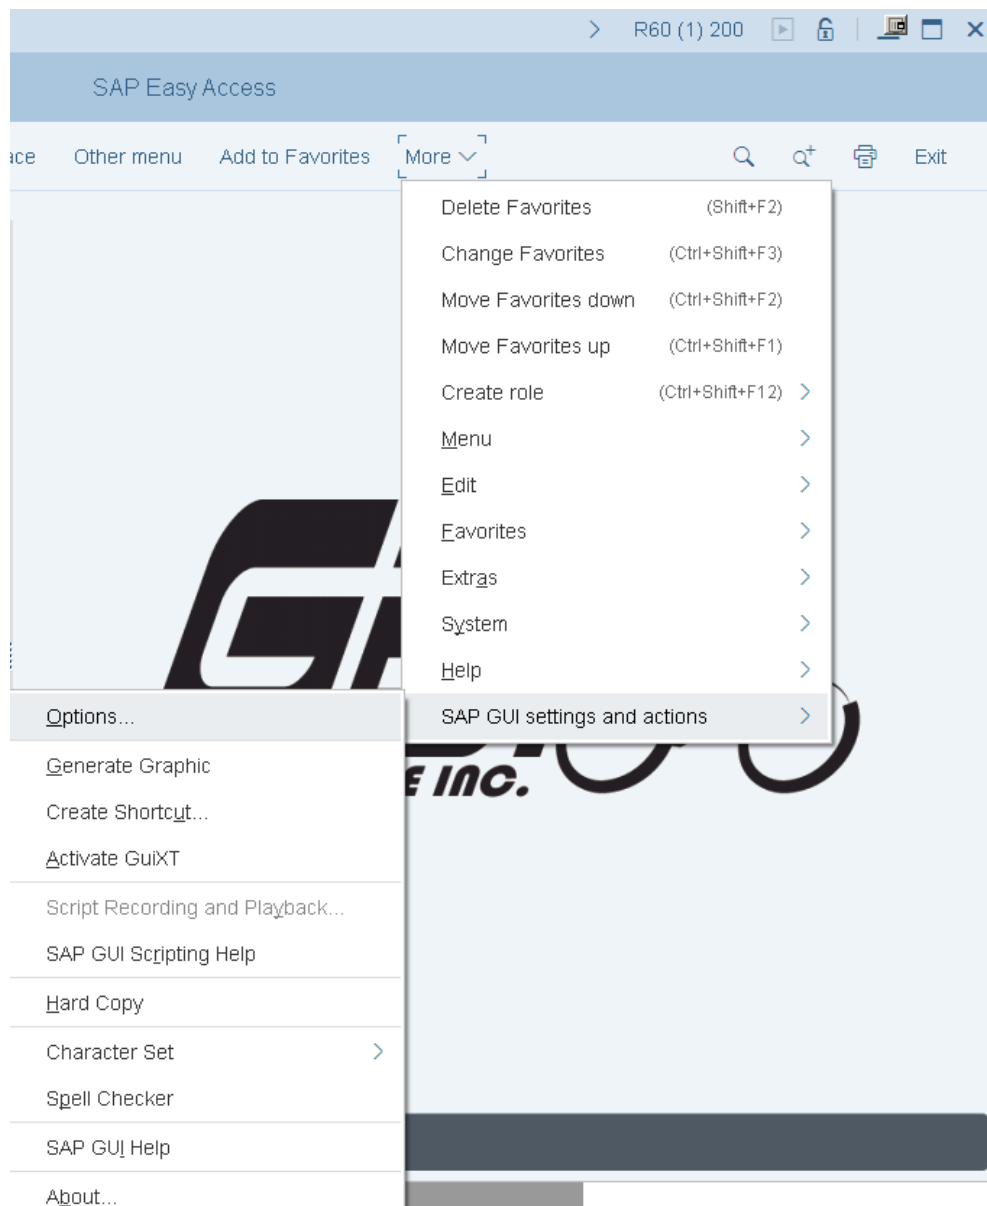 R60 (1) 200
SAP Easy Access
Other menu Add to Favorites More Exit
Delete Favorites (Shift+F2)
Change Favorites (Ctrl+Shift+F3)
Move Favorites down (Ctrl+Shift+F2)
Move Favorites up (Ctrl+Shift+F1)
Create role (Ctrl+Shift+F12)
Menu
Edit
Favorites
Extras
System
Help
SAP GUI settings and actions
Options...
Generate Graphic
Create Shortcut...
Activate GuiXT
Script Recording and Playback...
SAP GUI Scripting Help
Hard Copy
Character Set
Spell Checker
SAP GUI Help
About...
INC.